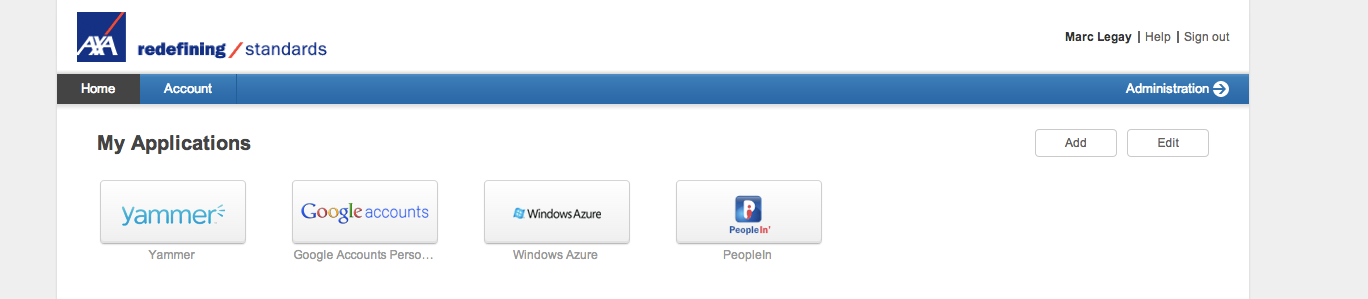 AXA
redefining / standards
Marc Legay | Help | Sign out
Home Account Administration
My Applications Add Edit
yammer Google accounts Windows Azure PeopleIn'
Yammer Google Accounts Perso... Windows Azure PeopleIn